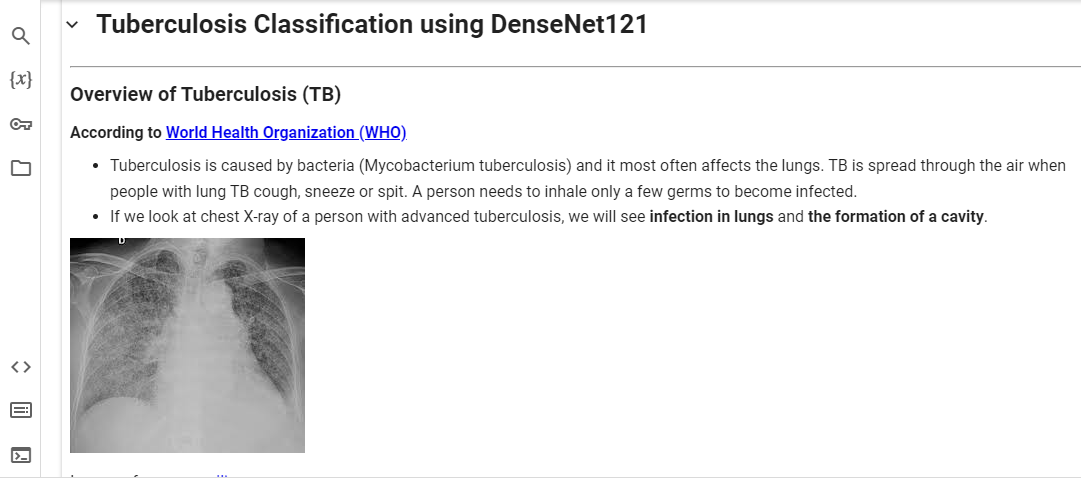 Tuberculosis Classification using DenseNet121
{x}
Overview of Tuberculosis (TB)
According to World Health Organization (WHO)
• Tuberculosis is caused by bacteria (Mycobacterium tuberculosis) and it most often affects the lungs. TB is spread through the air when
people with lung TB cough, sneeze or spit. A person needs to inhale only a few germs to become infected.
• If we look at chest X-ray of a person with advanced tuberculosis, we will see infection in lungs and the formation of a cavity.